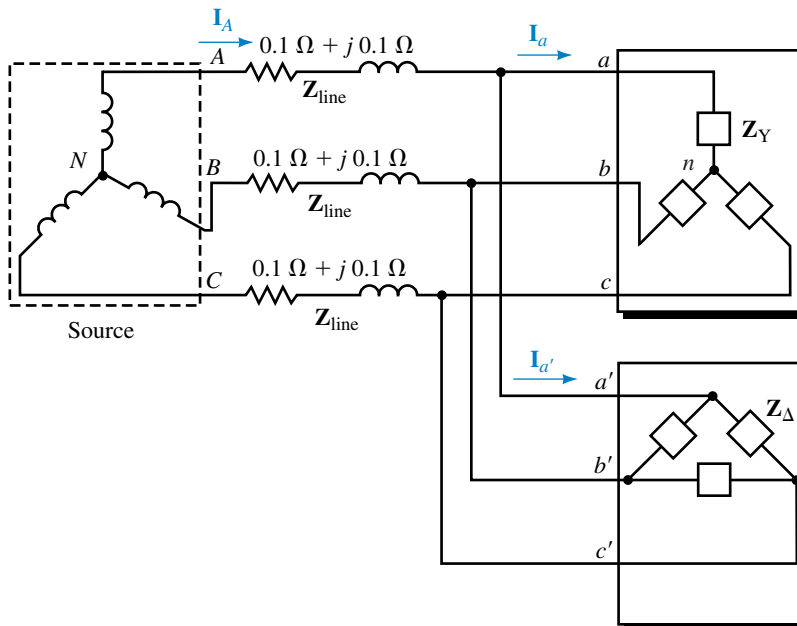 I_A
A
0.1 Ω + j 0.1 Ω
Z_line
I_a
a
Z_Y
N
B
0.1 Ω + j 0.1 Ω
Z_line
b
n
C
0.1 Ω + j 0.1 Ω
Z_line
c
Source
I_a′
a′
Z_Δ
b′
c′